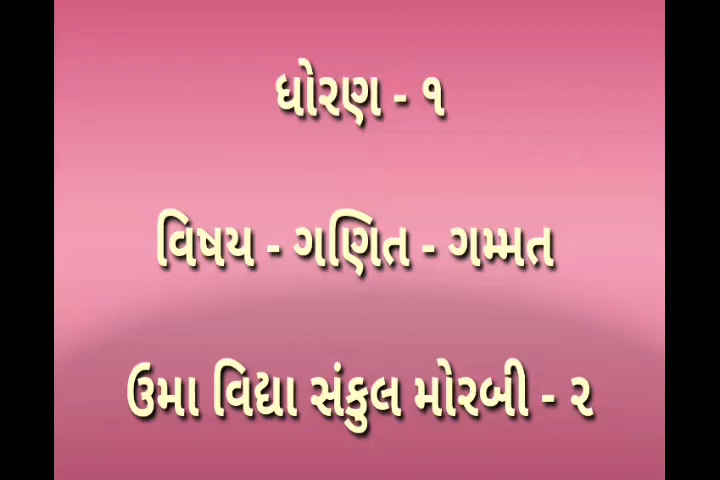 ધોરણ - ૧
વિષય - ગણિત - ગમ્મત
ઉમા વિદ્યા સંકુલ મોરબી - ૨